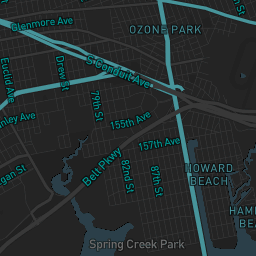 Glenmore Ave
OZONE PARK
S Conduit Ave
Euclid Ave
Drew St
79th St
155th Ave
157th Ave
Belt Pkwy
82nd St
87th St
HOWARD
BEACH
Spring Creek Park